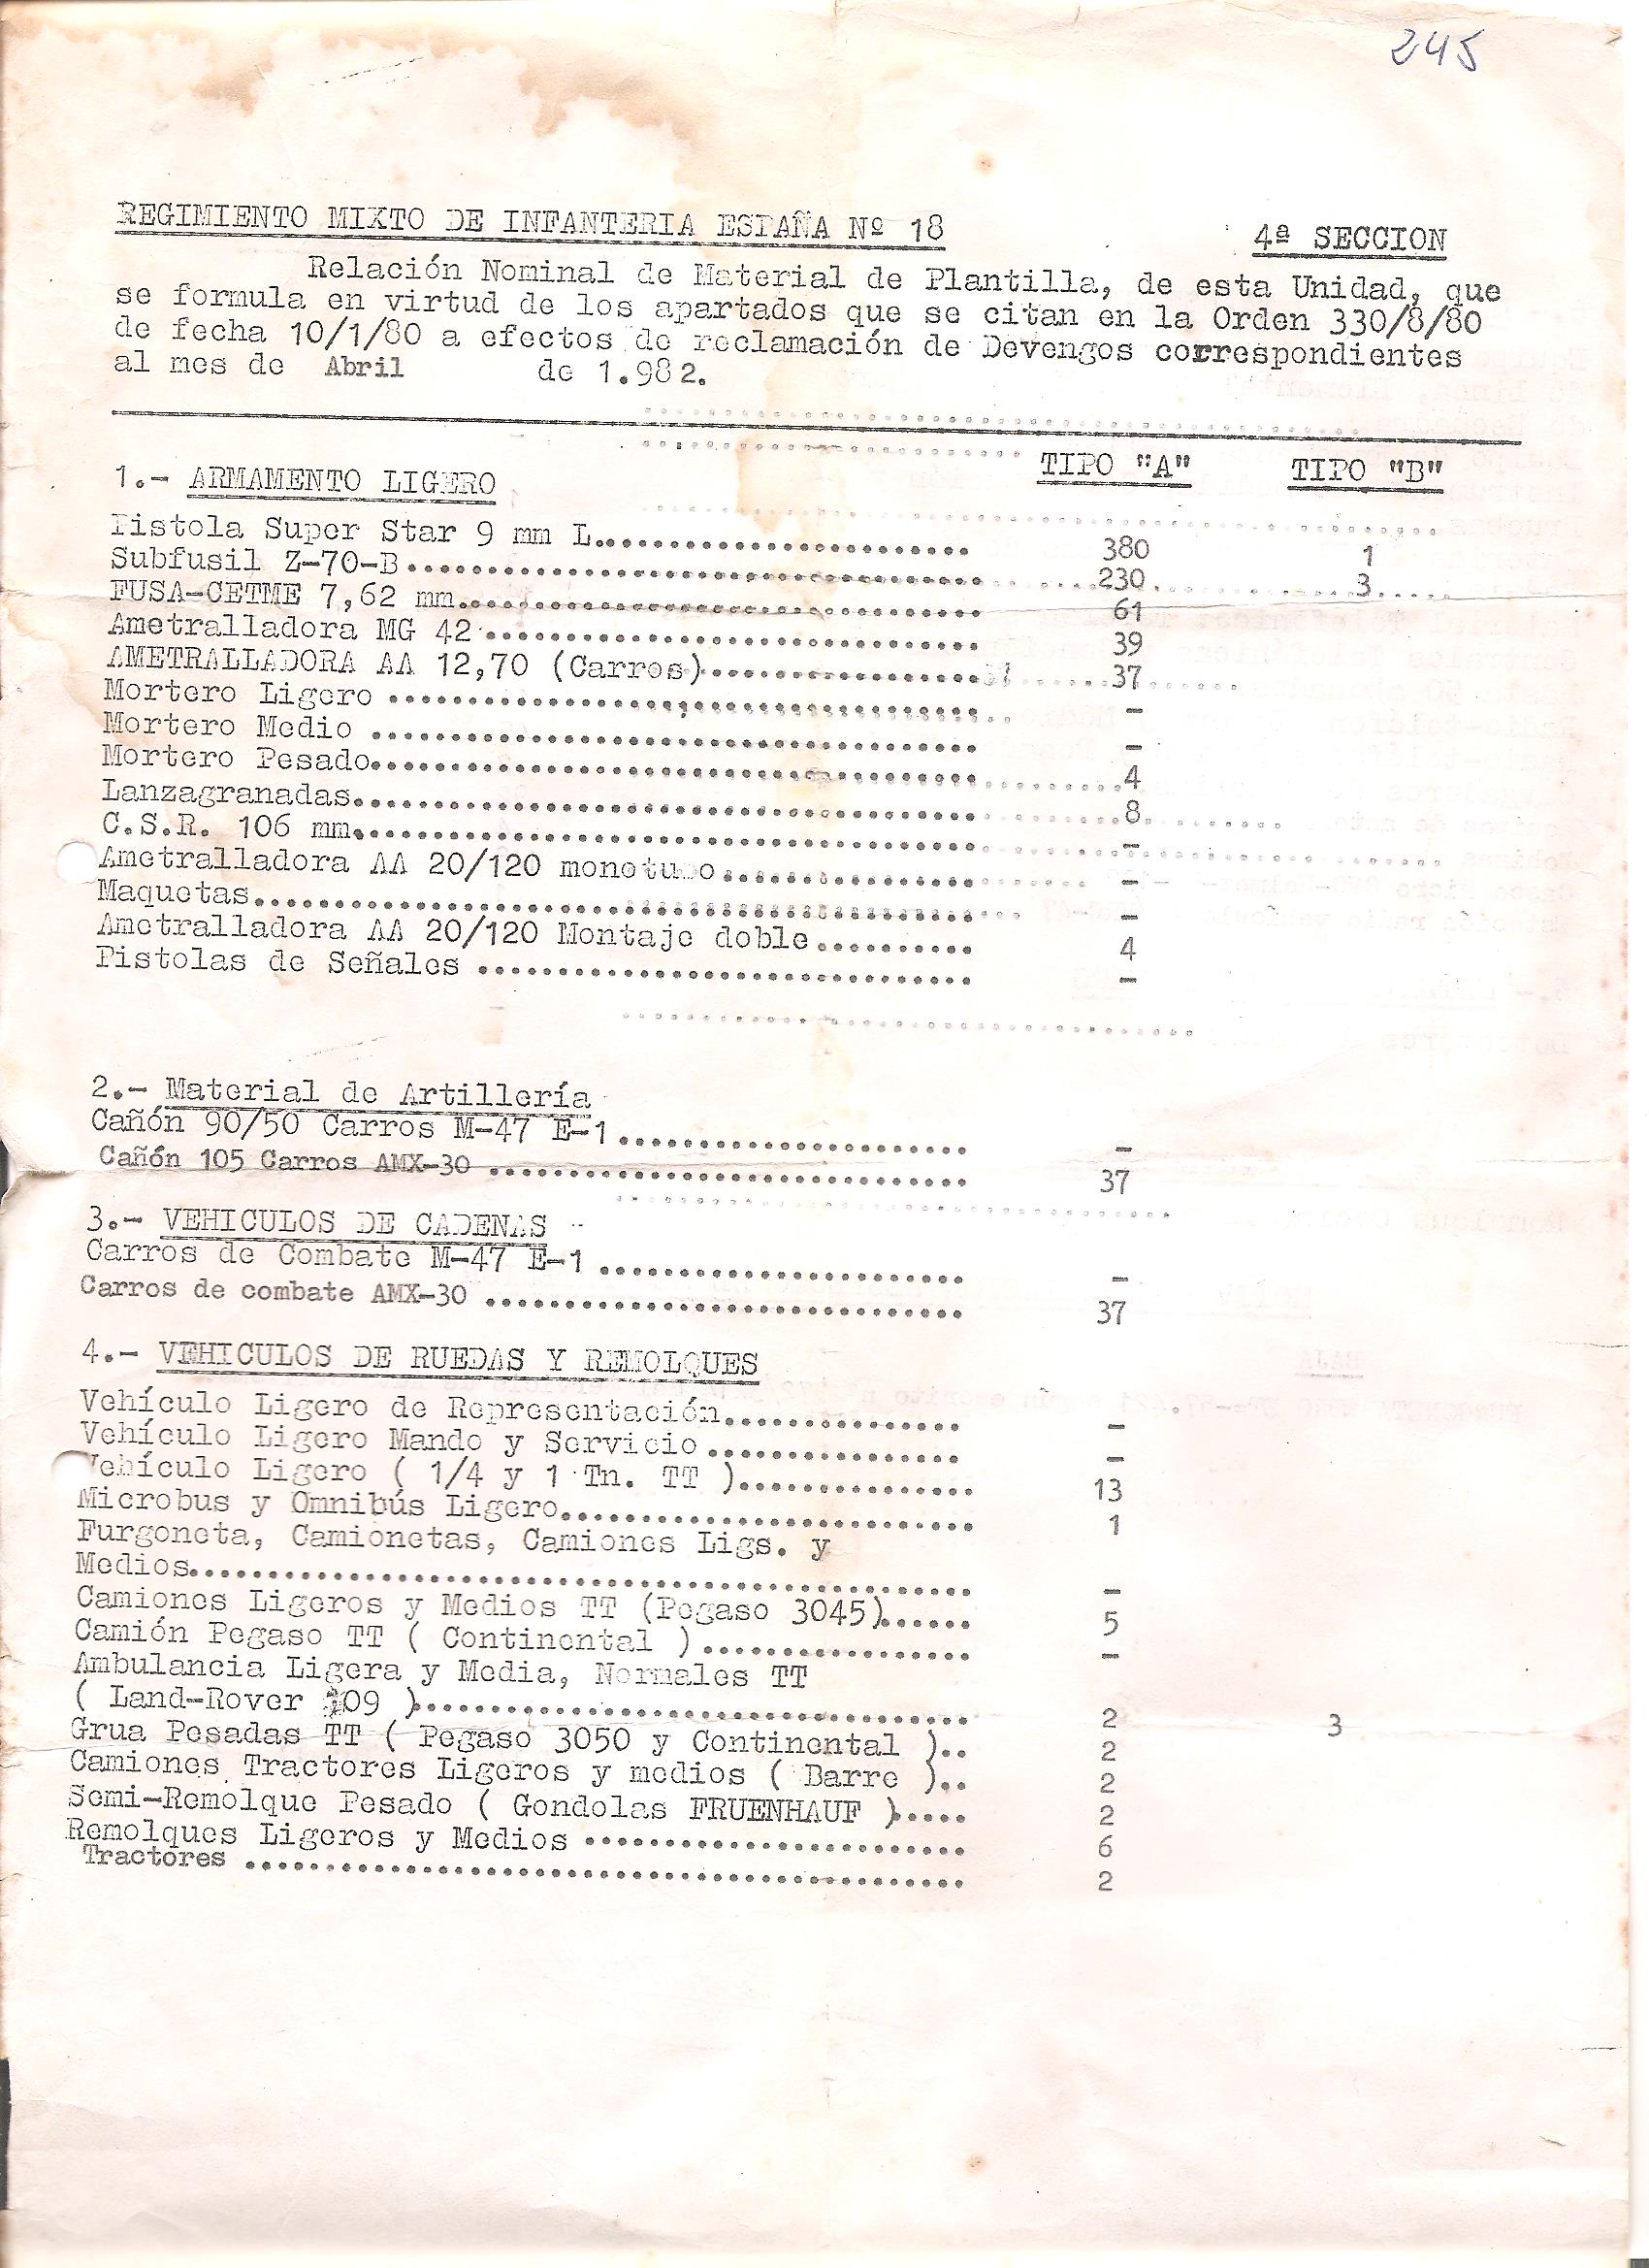 245
REGIMIENTO MIXTO DE INFANTERIA ESPAÑA Nº 18 4ª SECCION
Relación Nominal de Material de Plantilla, de esta Unidad, que
se formula en virtud de los apartados que se citan en la Orden 330/8/80
de fecha 10/1/80 a efectos de reclamación de Devengos correspondientes
al mes de Abril de 1.982.
1.- ARMAMENTO LIGERO TIPO "A" TIPO "B"
Pistola Super Star 9 mm L........................ 380 1
Subfusil Z-70-B.................................... 230 3
FUSA-CETME 7,62 mm................................. 61
Ametralladora MG 42................................ 39
AMETRALLADORA AA 12,70 (Carros).................. 37
Mortero Ligero ..................................... -
Mortero Medio ...................................... -
Mortero Pesado...................................... 4
Lanzagranadas....................................... 8
C.S.R. 106 mm....................................... -
Ametralladora AA 20/120 monotubo................ -
Maquetas............................................. -
Ametralladora AA 20/120 Montaje doble.......... 4
Pistolas de Señales ............................... -
2.- Material de Artillería
Cañón 90/50 Carros M-47 E-1...................... -
Cañón 105 Carros AMX-30 .............................. 37
3.- VEHICULOS DE CADENAS
Carros de Combate M-47 E-1 ....................... -
Carros de combate AMX-30 .............................. 37
4.- VEHICULOS DE RUEDAS Y REMOLQUES
Vehículo Ligero de Representación............... -
Vehículo Ligero Mando y Servicio................ -
Vehículo Ligero ( 1/4 y 1 Tn. TT )............... 13
Microbus y Omnibús Ligero.......................... 1
Furgoneta, Camionetas, Camiones Ligs. y
Medios................................................. -
Camiones Ligeros y Medios TT (Pegaso 3045)...... 5
Camión Pegaso TT ( Continental )................. -
Ambulancia Ligera y Media, Normales TT
( Land-Rover 109 )................................... 2 3
Grua Pesadas TT ( Pegaso 3050 y Continental ).. 2
Camiones Tractores Ligeros y medios ( Barre ).. 2
Semi-Remolque Pesado ( Gondolas FRUENHAUF )..... 2
Remolques Ligeros y Medios ........................ 6
Tractores ............................................. 2